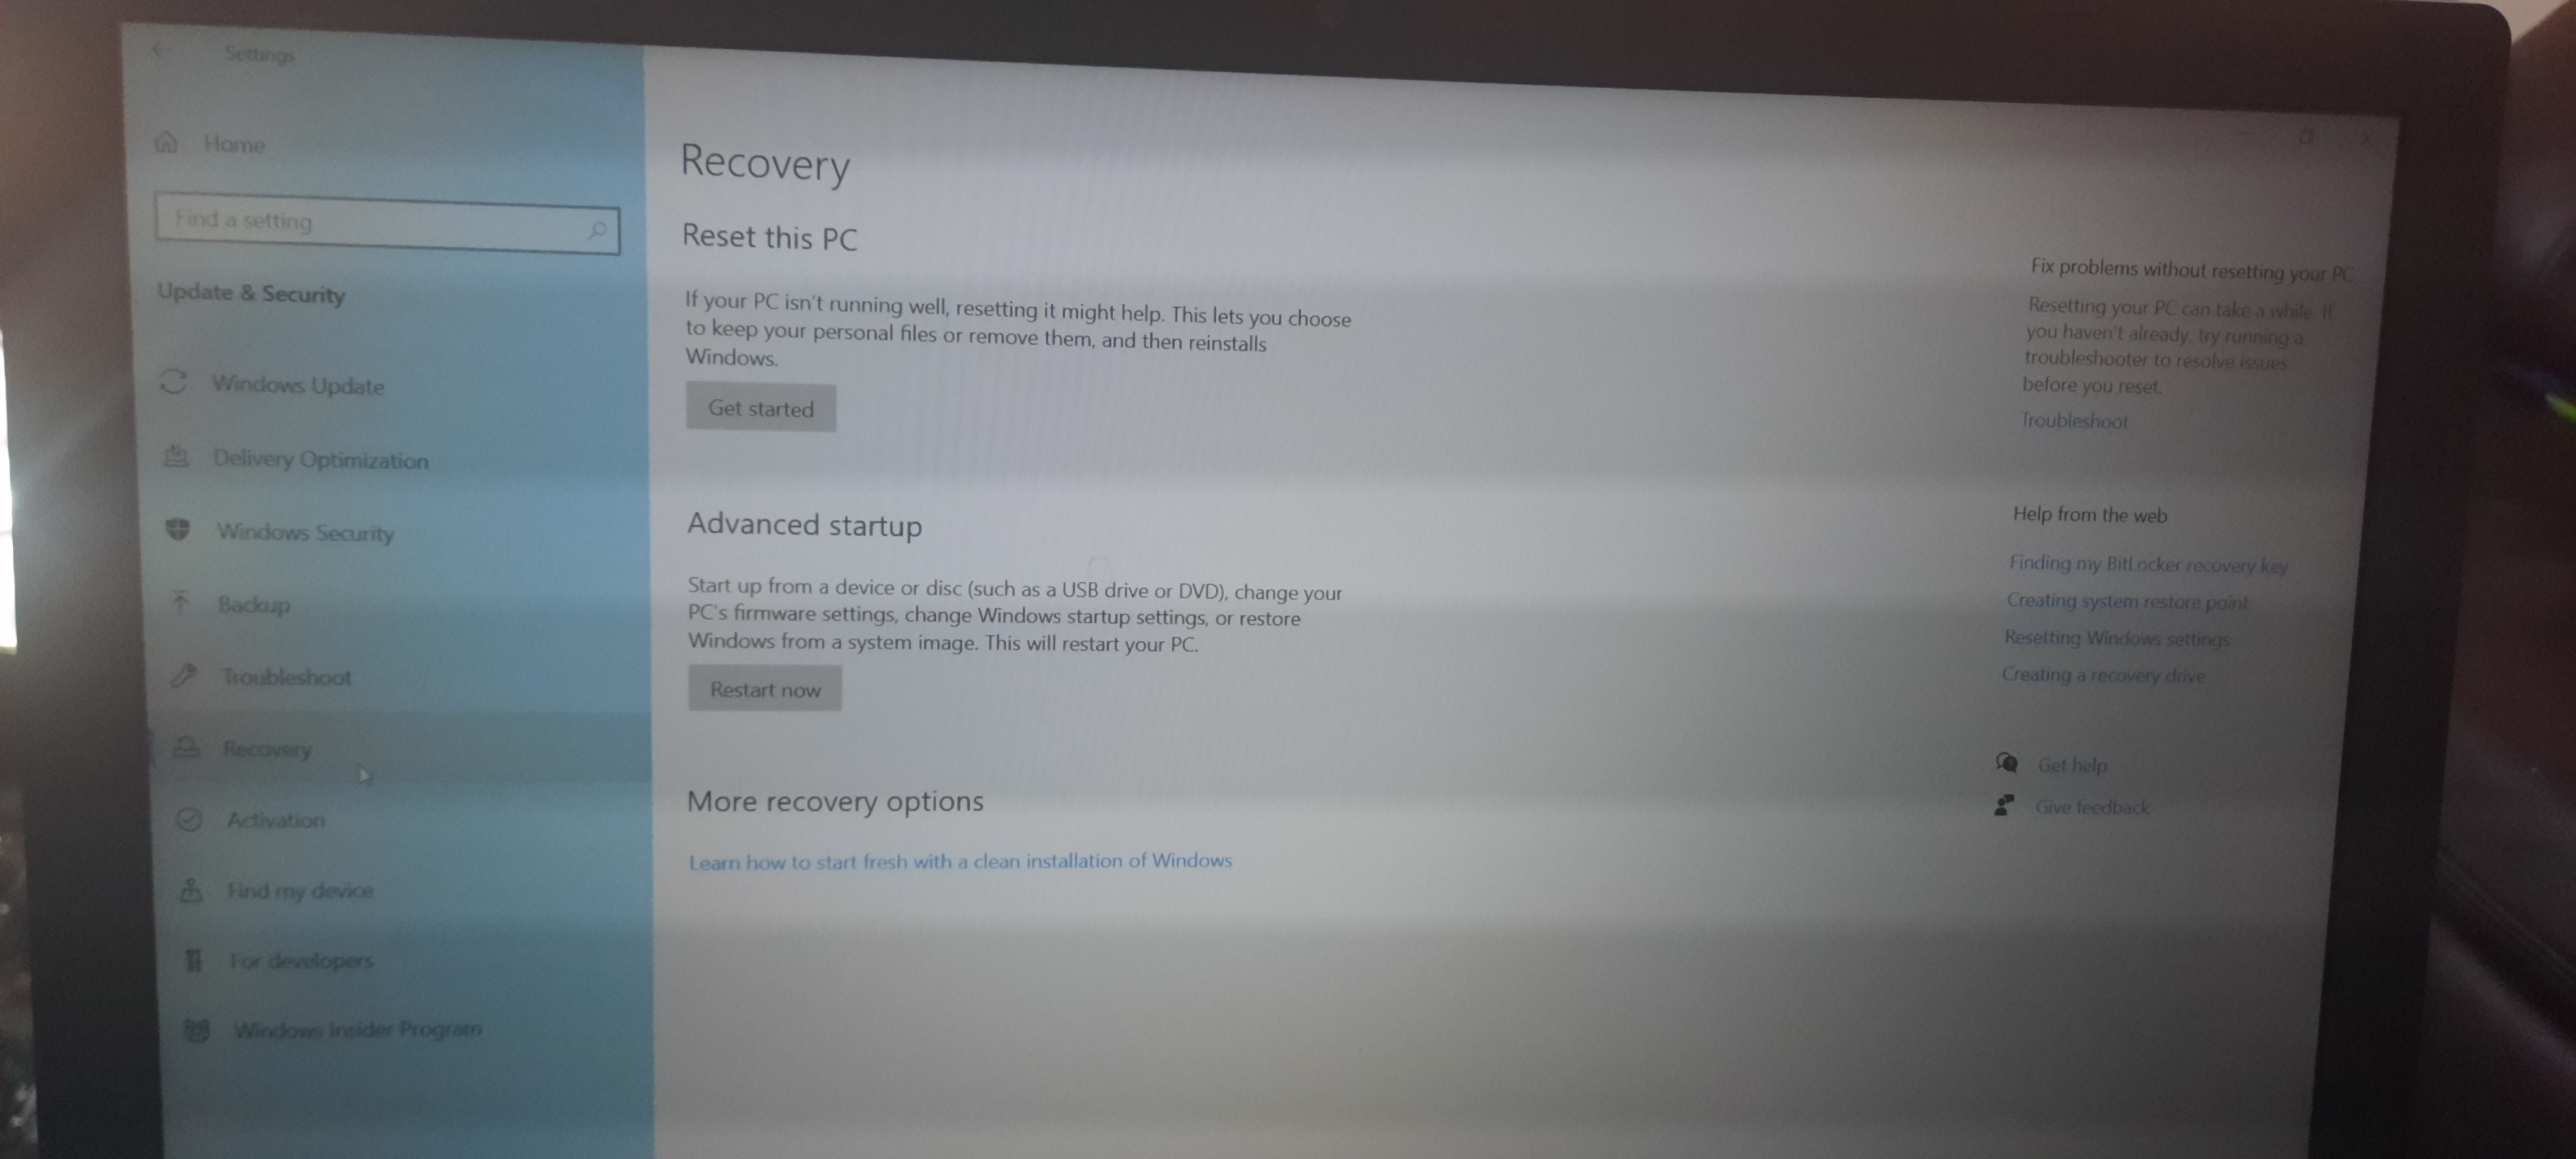 Settings
Home
Find a setting
Update & Security
Windows Update
Delivery Optimization
Windows Security
Backup
Troubleshoot
Recovery
Activation
Find my device
For developers
Windows Insider Program
Recovery
Reset this PC
If your PC isn't running well, resetting it might help. This lets you choose
to keep your personal files or remove them, and then reinstalls
Windows.
Get started
Advanced startup
Start up from a device or disc (such as a USB drive or DVD), change your
PC's firmware settings, change Windows startup settings, or restore
Windows from a system image. This will restart your PC.
Restart now
More recovery options
Learn how to start fresh with a clean installation of Windows
Fix problems without resetting your PC
Resetting your PC can take a while. If
you haven't already, try running a
troubleshooter to resolve issues
before you reset.
Troubleshoot
Help from the web
Finding my BitLocker recovery key
Creating system restore point
Resetting Windows settings
Creating a recovery drive
Get help
Give feedback